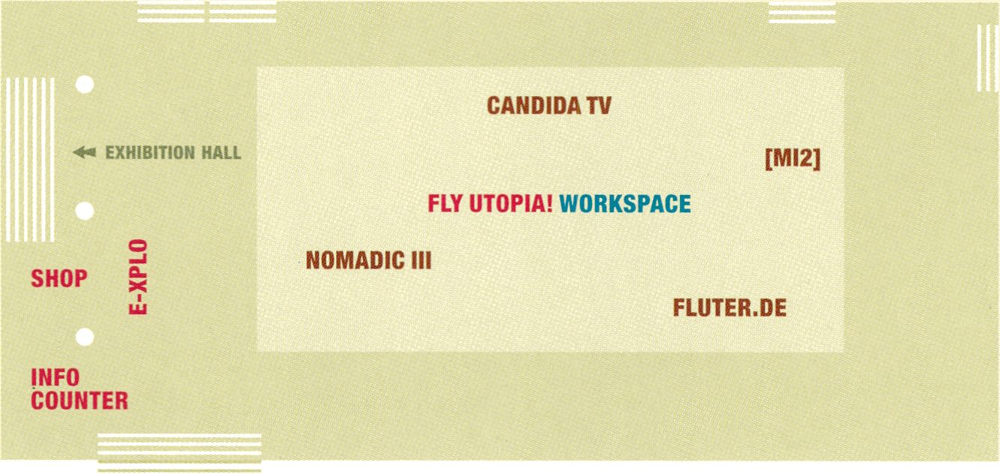 CANDIDA TV
EXHIBITION HALL
[MI2]
FLY UTOPIA! WORKSPACE
NOMADIC III
SHOP
E-XPLO
FLUTER.DE
INFO
COUNTER